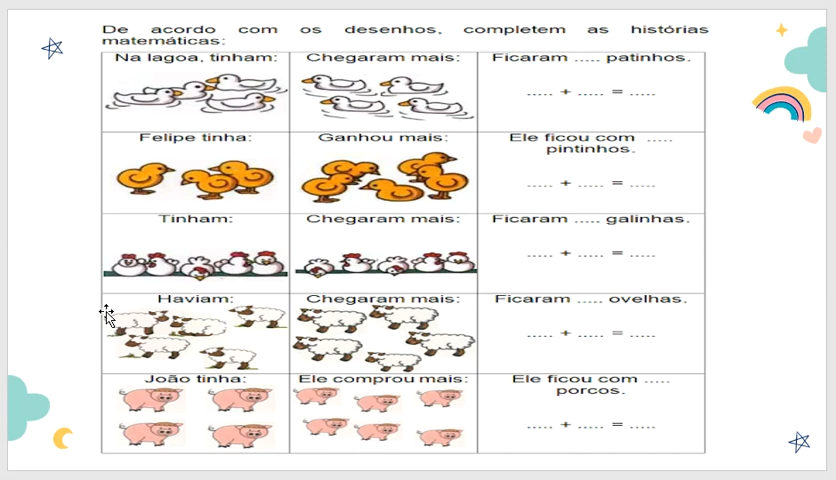 De acordo com os desenhos, completem as histórias
matemáticas:
Na lagoa, tinham:
Chegaram mais:
Ficaram ..... patinhos.
..... + ..... = .....
Felipe tinha:
Ganhou mais:
Ele ficou com .....
pintinhos.
..... + ..... = .....
Tinham:
Chegaram mais:
Ficaram ..... galinhas.
..... + ..... = .....
Haviam:
Chegaram mais:
Ficaram ..... ovelhas.
..... + ..... = .....
João tinha:
Ele comprou mais:
Ele ficou com .....
porcos.
..... + ..... = .....